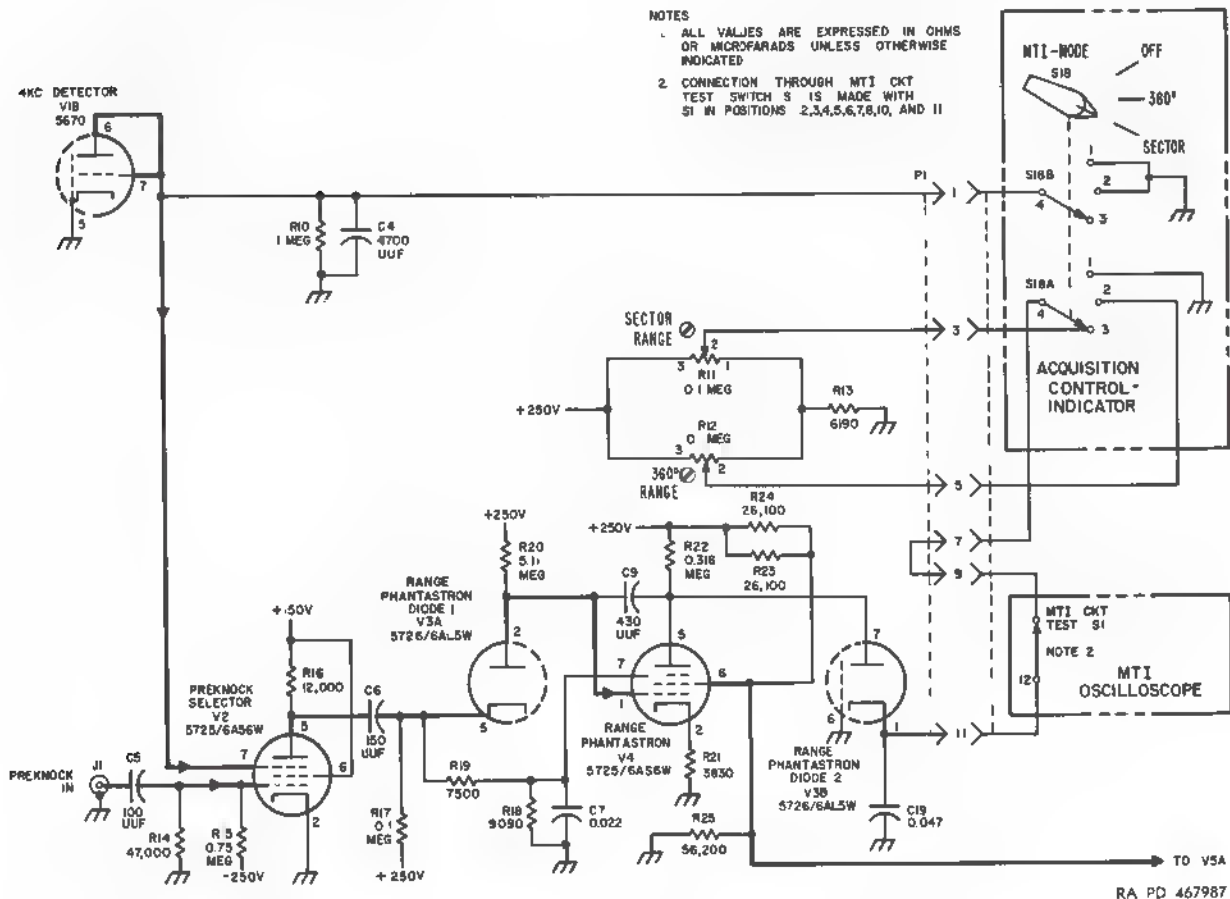 NOTES
ALL VALUES ARE EXPRESSED IN OHMS
OR MICROFARADS UNLESS OTHERWISE
INDICATED
2. CONNECTION THROUGH MTI CKT
TEST SWITCH S IS MADE WITH
S1 IN POSITIONS 2,3,4,5,6,7,8,10, AND 11
MTI-MODE
S18
OFF
360°
SECTOR
4KC DETECTOR
V1B
5670
6
7
5
R10
1 MEG
C4
4700
UUF
P1
1
S18B
4
1
2
3
S18A
4
1
2
3
ACQUISITION
CONTROL-
INDICATOR
SECTOR
RANGE
3
2
1
R11
0.1 MEG
+250V
R13
6190
R12
0 MEG
3
2
360°
RANGE
3
5
7
9
11
+250V
R20
5.11
MEG
+250V
R24
26,100
R22
0.316
MEG
R23
26,100
RANGE
PHANTASTRON
DIODE 1
V3A
5726/6AL5W
2
5
C9
430
UUF
MTI CKT
TEST S1
NOTE 2
12
MTI
OSCILLOSCOPE
+150V
R16
12,000
PREKNOCK
SELECTOR
V2
5725/6AS6W
5
7
6
2
C6
150
UUF
5
7
6
1
2
RANGE
PHANTASTRON
V4
5725/6AS6W
R21
3830
7
6
1
RANGE
PHANTASTRON
DIODE 2
V3B
5726/6AL5W
PREKNOCK
IN
J1
C5
100
UUF
R14
47,000
R15
0.75
MEG
-250V
R17
0.1
MEG
+250V
R19
7500
R18
9090
C7
0.022
R25
56,200
C19
0.047
TO V5A
RA PD 467987